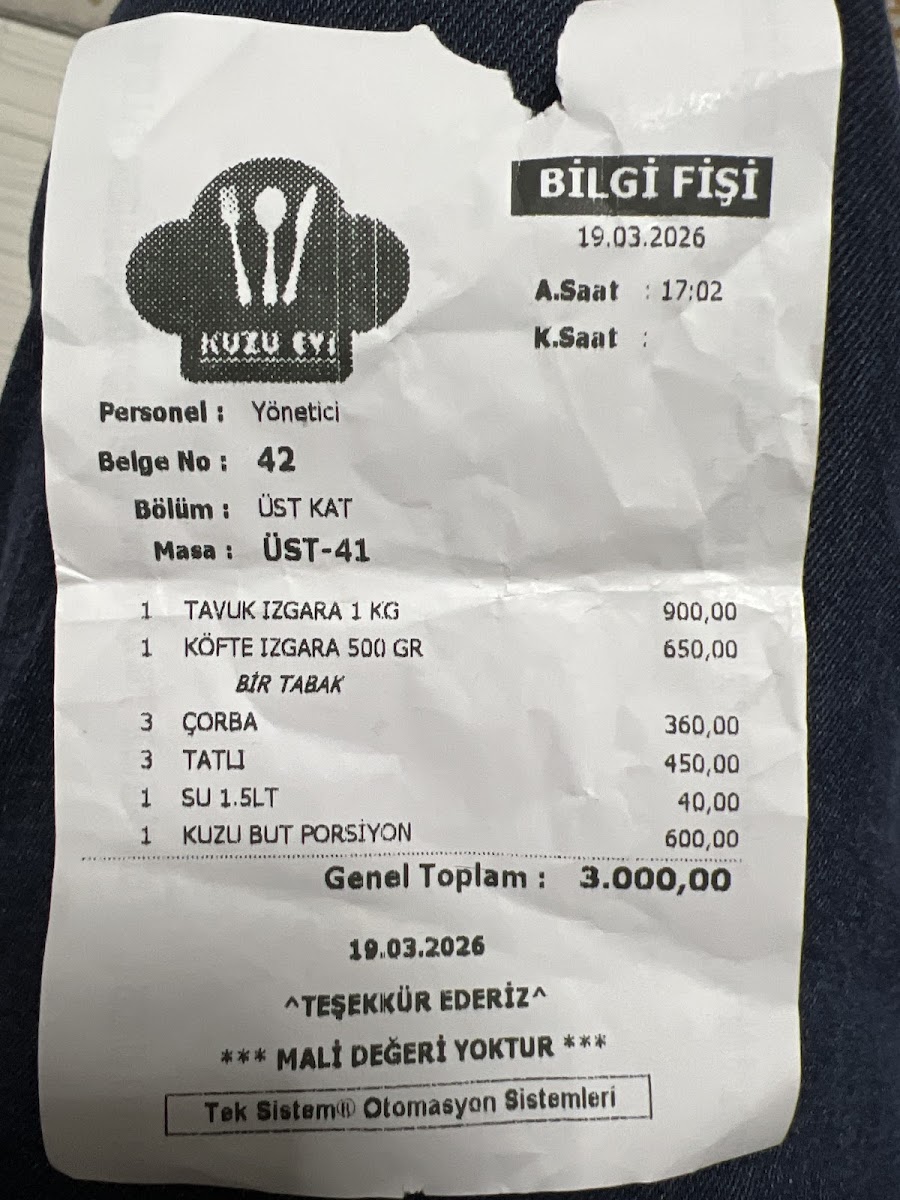 BİLGİ FİŞİ
19.03.2026
A.Saat : 17:02
K.Saat :
KUZU EVİ
Personel : Yönetici
Belge No : 42
Bölüm : ÜST KAT
Masa : ÜST-41
1 TAVUK IZGARA 1 KG 900,00
1 KÖFTE IZGARA 500 GR 650,00
BİR TABAK
3 ÇORBA 360,00
3 TATLI 450,00
1 SU 1.5LT 40,00
1 KUZU BUT PORSİYON 600,00
Genel Toplam : 3.000,00
19.03.2026
^TEŞEKKÜR EDERİZ^
*** MALİ DEĞERİ YOKTUR ***
Tek Sistem® Otomasyon Sistemleri